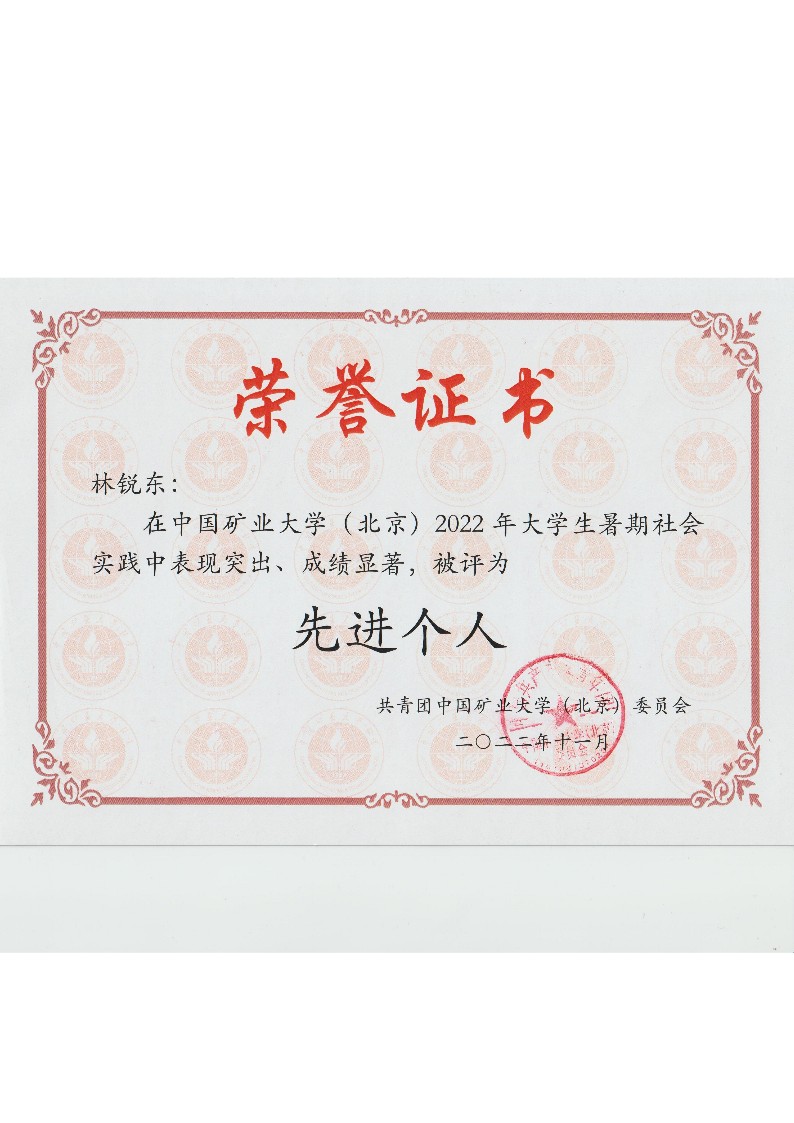 荣誉证书
林锐东：
在中国矿业大学（北京）2022年大学生暑期社会
实践中表现突出、成绩显著，被评为
先进个人
共青团中国矿业大学（北京）委员会
二〇二二年十一月